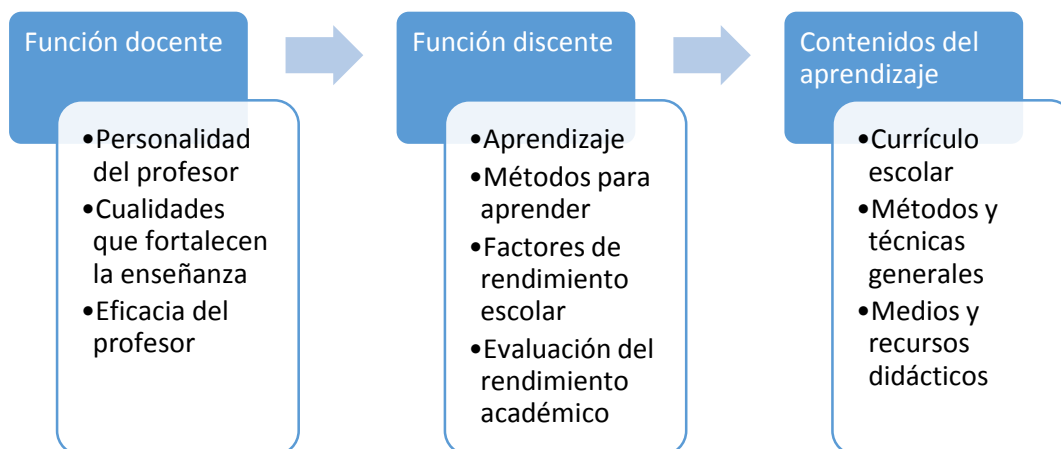 Función docente
•Personalidad
del profesor
•Cualidades
que fortalecen
la enseñanza
•Eficacia del
profesor
Función discente
•Aprendizaje
•Métodos para
aprender
•Factores de
rendimiento
escolar
•Evaluación del
rendimiento
académico
Contenidos del
aprendizaje
•Currículo
escolar
•Métodos y
técnicas
generales
•Medios y
recursos
didácticos